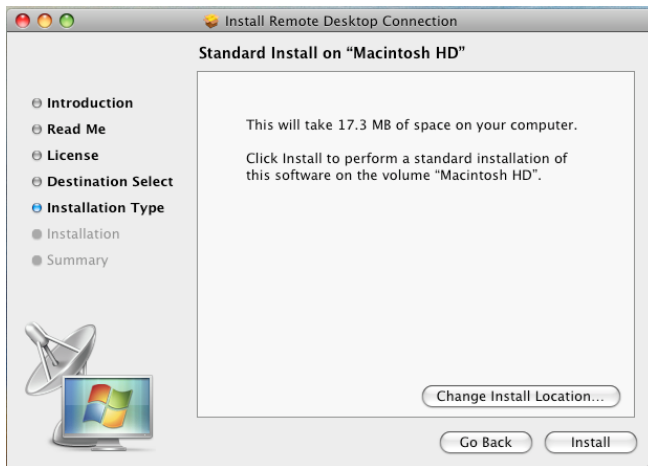 Install Remote Desktop Connection
Standard Install on “Macintosh HD”
Introduction
Read Me
License
Destination Select
Installation Type
Installation
Summary
This will take 17.3 MB of space on your computer.
Click Install to perform a standard installation of
this software on the volume “Macintosh HD”.
Change Install Location...
Go Back
Install